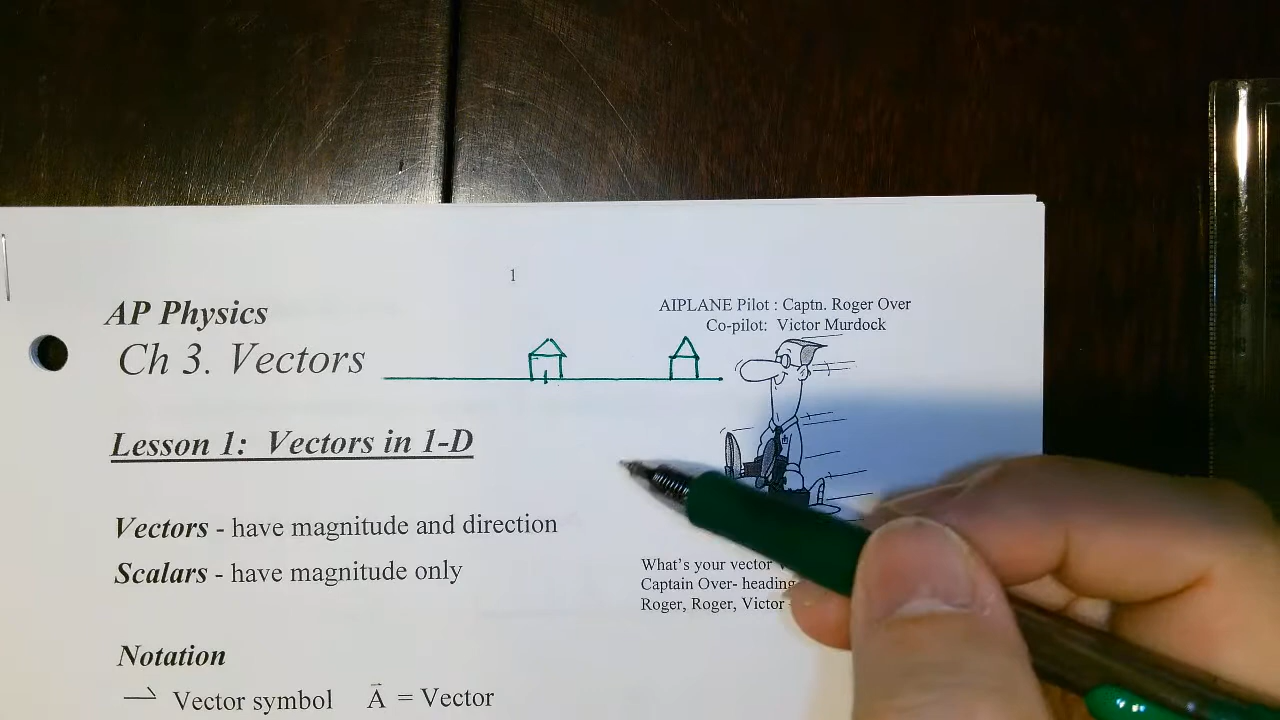 1
AP Physics
Ch 3. Vectors
AIPLANE Pilot : Captn. Roger Over
Co-pilot: Victor Murdock
Lesson 1: Vectors in 1-D
Vectors - have magnitude and direction
Scalars - have magnitude only
What's your vector
Captain Over- heading
Roger, Roger, Victor
Notation
⇀ Vector symbol A⃗ = Vector